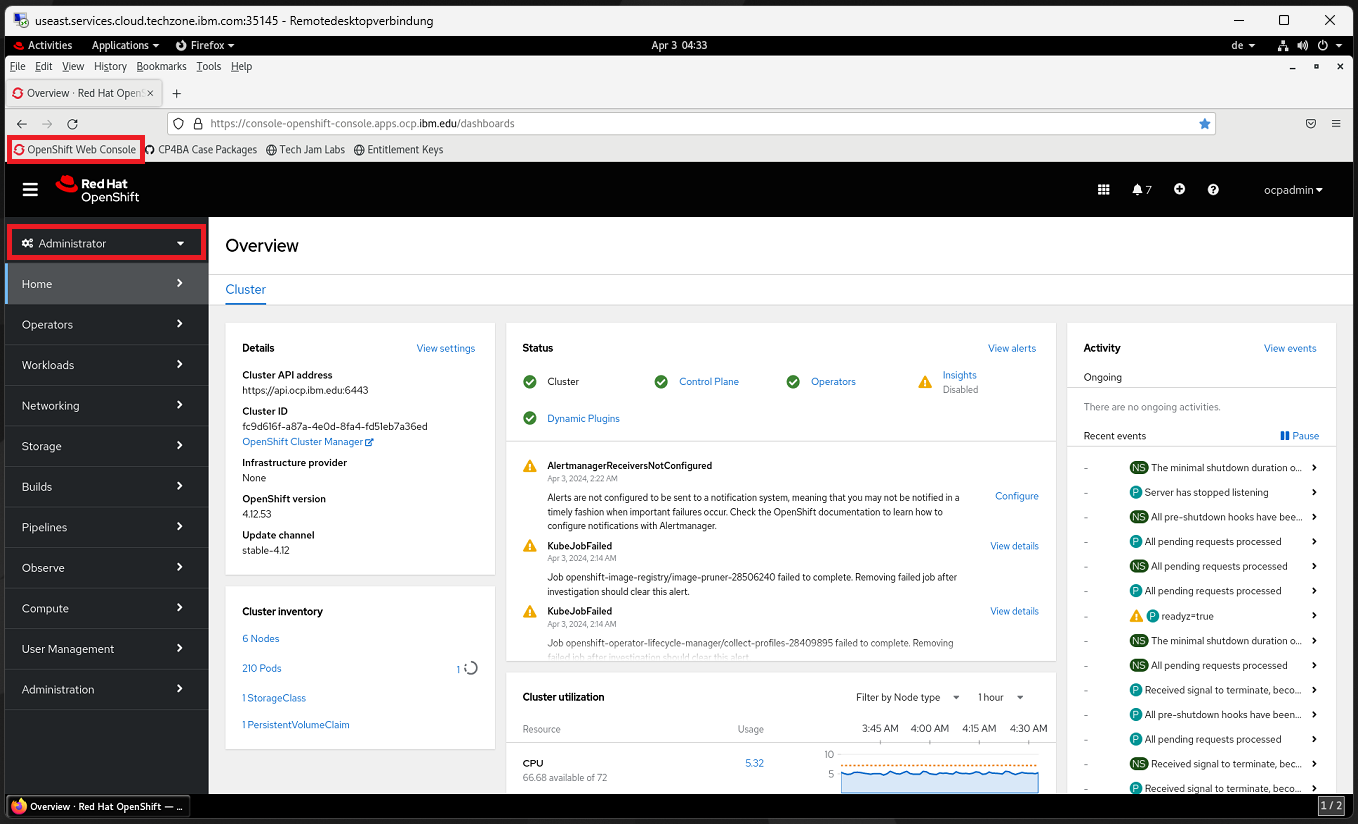 useast.services.cloud.techzone.ibm.com:35145 - Remotedesktopverbindung
Activities Applications Firefox Apr 3 04:33 de
File Edit View History Bookmarks Tools Help
Overview · Red Hat OpenS
https://console-openshift-console.apps.ocp.ibm.edu/dashboards
OpenShift Web Console CP4BA Case Packages Tech Jam Labs Entitlement Keys
Red Hat
OpenShift
7
ocpadmin
Administrator
Home
Operators
Workloads
Networking
Storage
Builds
Pipelines
Observe
Compute
User Management
Administration
Overview
Cluster
Details View settings
Cluster API address
https://api.ocp.ibm.edu:6443
Cluster ID
fc9d616f-a87a-4e0d-8fa4-fd51eb7a36ed
OpenShift Cluster Manager
Infrastructure provider
None
OpenShift version
4.12.53
Update channel
stable-4.12
Cluster inventory
6 Nodes
210 Pods 1
1 StorageClass
1 PersistentVolumeClaim
Status View alerts
Cluster Control Plane Operators Insights
Disabled
Dynamic Plugins
AlertmanagerReceiversNotConfigured
Apr 3, 2024, 2:22 AM
Alerts are not configured to be sent to a notification system, meaning that you may not be notified in a
timely fashion when important failures occur. Check the OpenShift documentation to learn how to
configure notifications with Alertmanager.
Configure
KubeJobFailed View details
Apr 3, 2024, 2:14 AM
Job openshift-image-registry/image-pruner-28506240 failed to complete. Removing failed job after
investigation should clear this alert.
KubeJobFailed View details
Apr 3, 2024, 2:14 AM
Job openshift-operator-lifecycle-manager/collect-profiles-28409895 failed to complete. Removing
failed job after investigation should clear this alert.
Cluster utilization Filter by Node type 1 hour
Resource Usage 3:45 AM 4:00 AM 4:15 AM 4:30 AM
CPU 5.32
66.68 available of 72
10
5
Activity View events
Ongoing
There are no ongoing activities.
Recent events Pause
- NS The minimal shutdown duration o...
- P Server has stopped listening
- NS All pre-shutdown hooks have bee...
- P All pending requests processed
- NS All pending requests processed
- P All pending requests processed
- P readyz=true
- NS The minimal shutdown duration o...
- NS All pending requests processed
- P Received signal to terminate, beco...
- P All pre-shutdown hooks have been...
- P All pending requests processed
- NS Received signal to terminate, bec...
- P Received signal to terminate, beco...
Overview · Red Hat OpenShift — ...
1 / 2